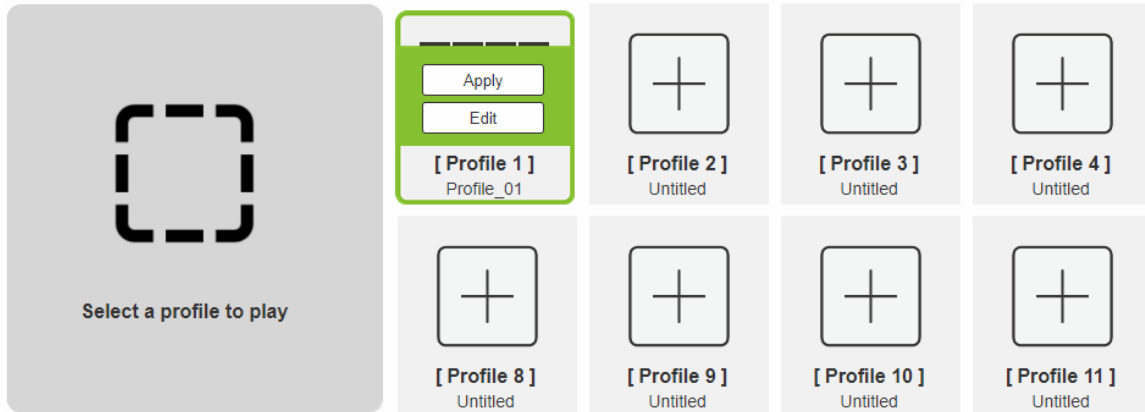 Select a profile to play
Apply
Edit
[ Profile 1 ]
Profile_01
[ Profile 2 ]
Untitled
[ Profile 3 ]
Untitled
[ Profile 4 ]
Untitled
[ Profile 8 ]
Untitled
[ Profile 9 ]
Untitled
[ Profile 10 ]
Untitled
[ Profile 11 ]
Untitled